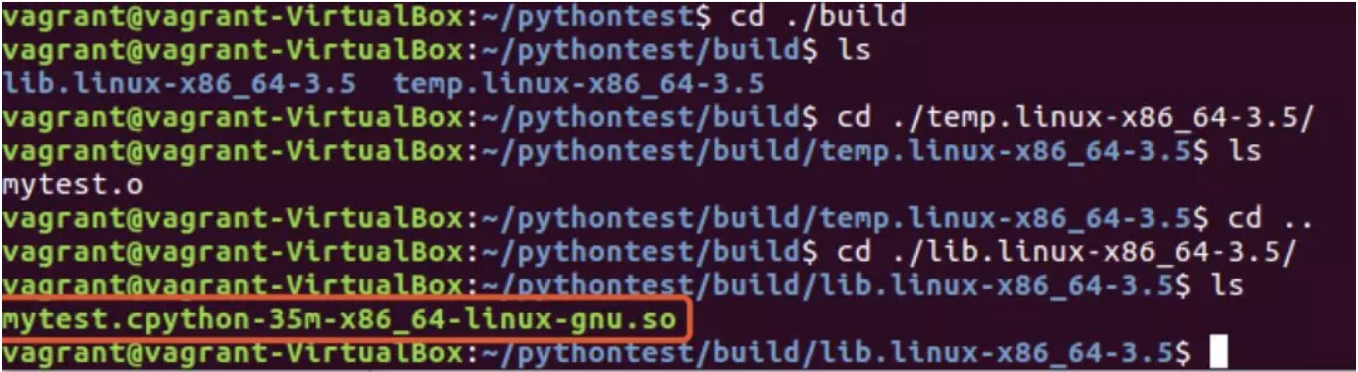 vagrant@vagrant-VirtualBox:~/pythontest$ cd ./build
vagrant@vagrant-VirtualBox:~/pythontest/build$ ls
lib.linux-x86_64-3.5  temp.linux-x86_64-3.5
vagrant@vagrant-VirtualBox:~/pythontest/build$ cd ./temp.linux-x86_64-3.5/
vagrant@vagrant-VirtualBox:~/pythontest/build/temp.linux-x86_64-3.5$ ls
mytest.o
vagrant@vagrant-VirtualBox:~/pythontest/build/temp.linux-x86_64-3.5$ cd ..
vagrant@vagrant-VirtualBox:~/pythontest/build$ cd ./lib.linux-x86_64-3.5/
vagrant@vagrant-VirtualBox:~/pythontest/build/lib.linux-x86_64-3.5$ ls
mytest.cpython-35m-x86_64-linux-gnu.so
vagrant@vagrant-VirtualBox:~/pythontest/build/lib.linux-x86_64-3.5$